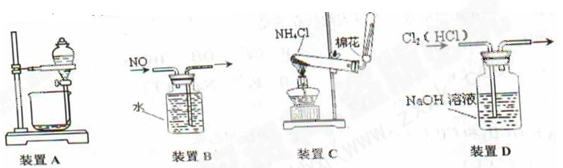 NO
水
NH₄Cl
棉花
Cl₂ (HCl)
NaOH 溶液
装置 A
装置 B
装置 C
装置 D